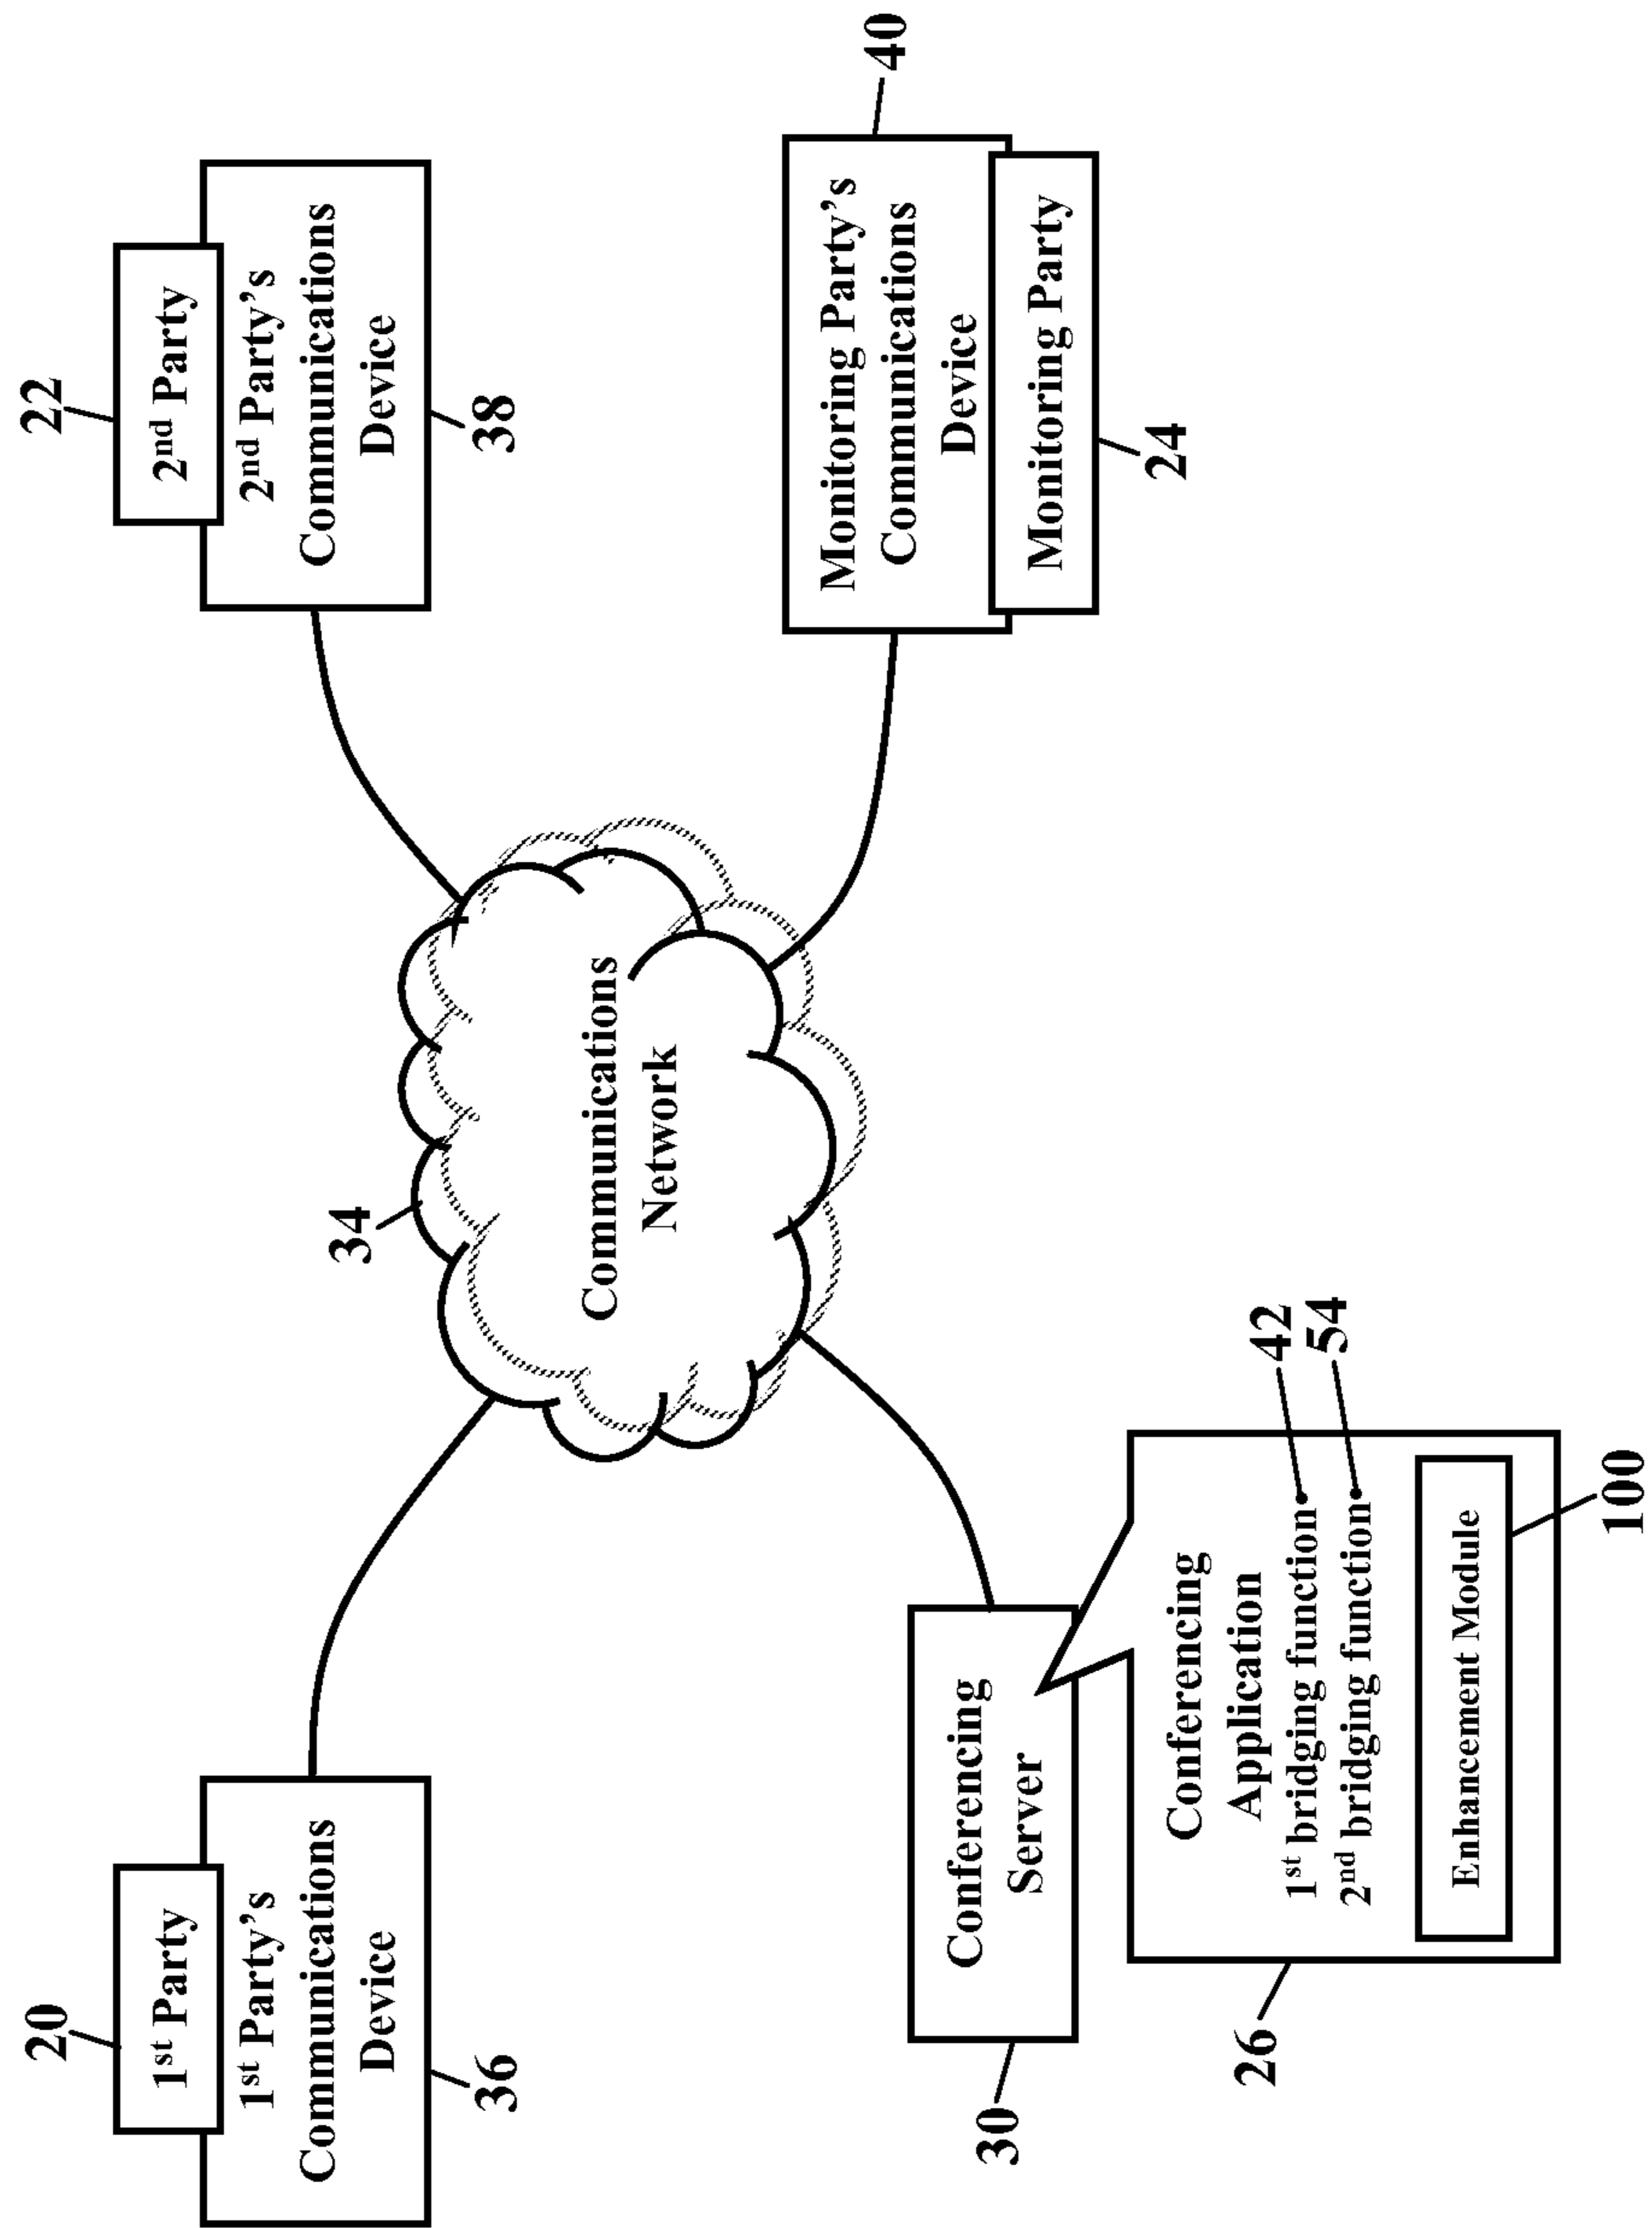 20
1st Party
1st Party's
Communications
Device
36
22
2nd Party
2nd Party's
Communications
Device
38
34
Communications
Network
40
Monitoring Party's
Communications
Device
Monitoring Party
24
30
Conferencing
Server
26
Conferencing
Application
1st bridging function
42
2nd bridging function
54
Enhancement Module
100